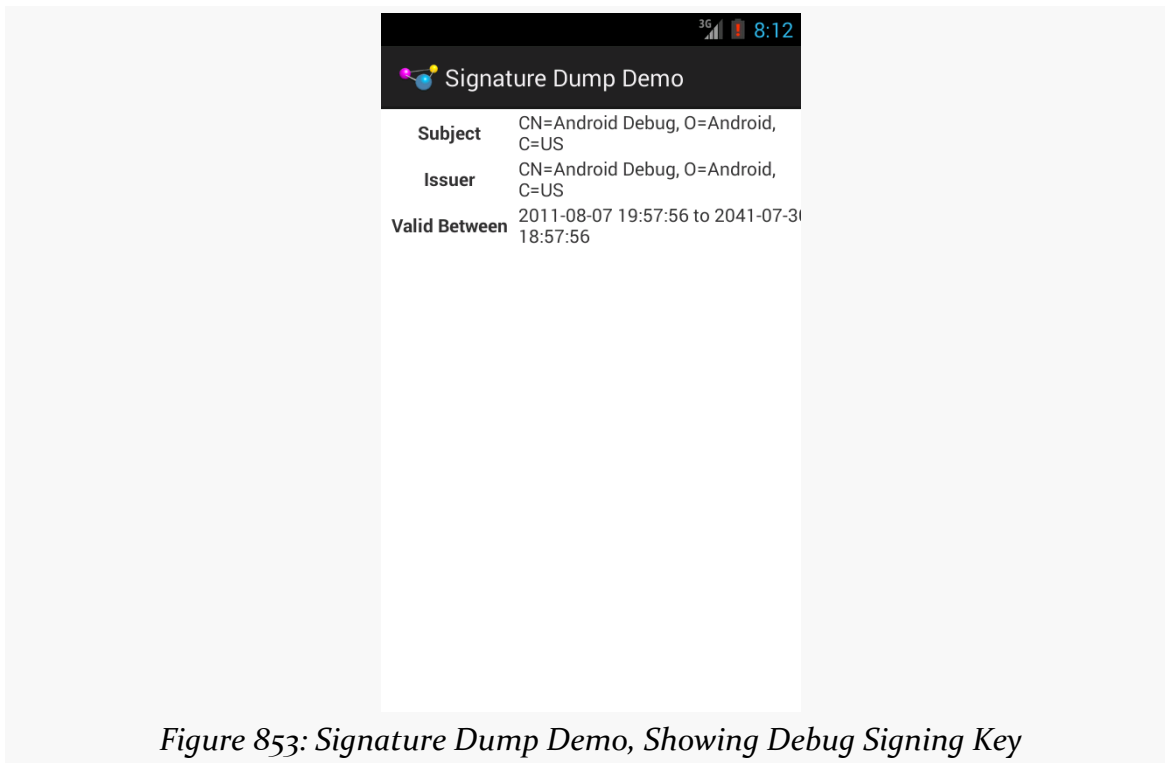 3G 8:12
Signature Dump Demo
Subject CN=Android Debug, O=Android,
C=US
Issuer CN=Android Debug, O=Android,
C=US
Valid Between 2011-08-07 19:57:56 to 2041-07-30
18:57:56
Figure 853: Signature Dump Demo, Showing Debug Signing Key